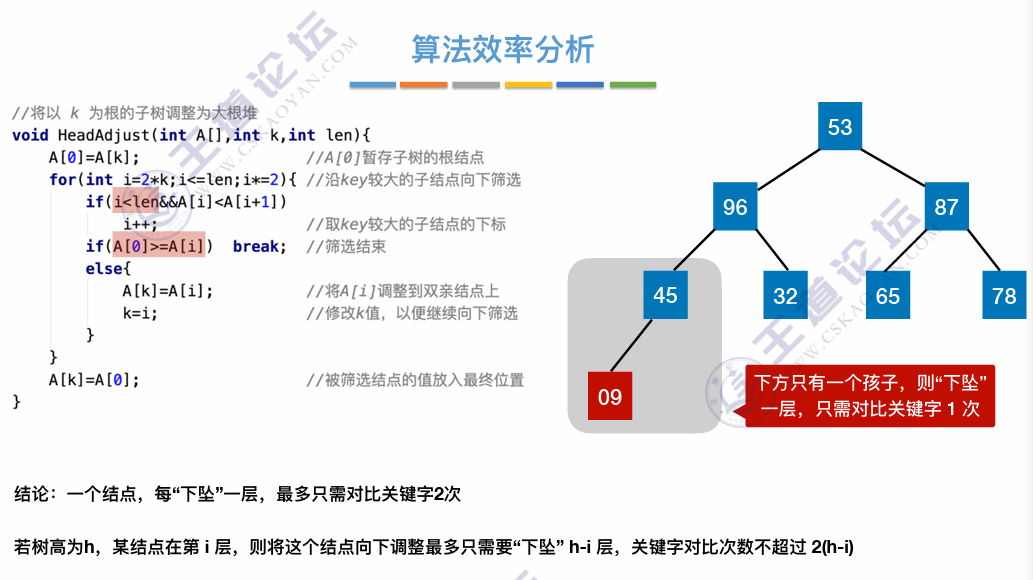 算法效率分析
//将以 k 为根的子树调整为大根堆
void HeadAdjust(int A[],int k,int len){
A[0]=A[k]; //A[0]暂存子树的根结点
for(int i=2*k;i<=len;i*=2){ //沿key较大的子结点向下筛选
if(i<len&&A[i]<A[i+1])
i++; //取key较大的子结点的下标
if(A[0]>=A[i]) break; //筛选结束
else{
A[k]=A[i]; //将A[i]调整到双亲结点上
k=i; //修改k值，以便继续向下筛选
}
}
A[k]=A[0]; //被筛选结点的值放入最终位置
}
53
96 87
45 32 65 78
09
下方只有一个孩子，则“下坠”
一层，只需对比关键字 1 次
结论：一个结点，每“下坠”一层，最多只需对比关键字2次
若树高为h，某结点在第 i 层，则将这个结点向下调整最多只需要“下坠” h-i 层，关键字对比次数不超过 2(h-i)
王道论坛
WWW.CSKAOYAN.COM
王道论坛
WWW.CSKAOYAN.COM